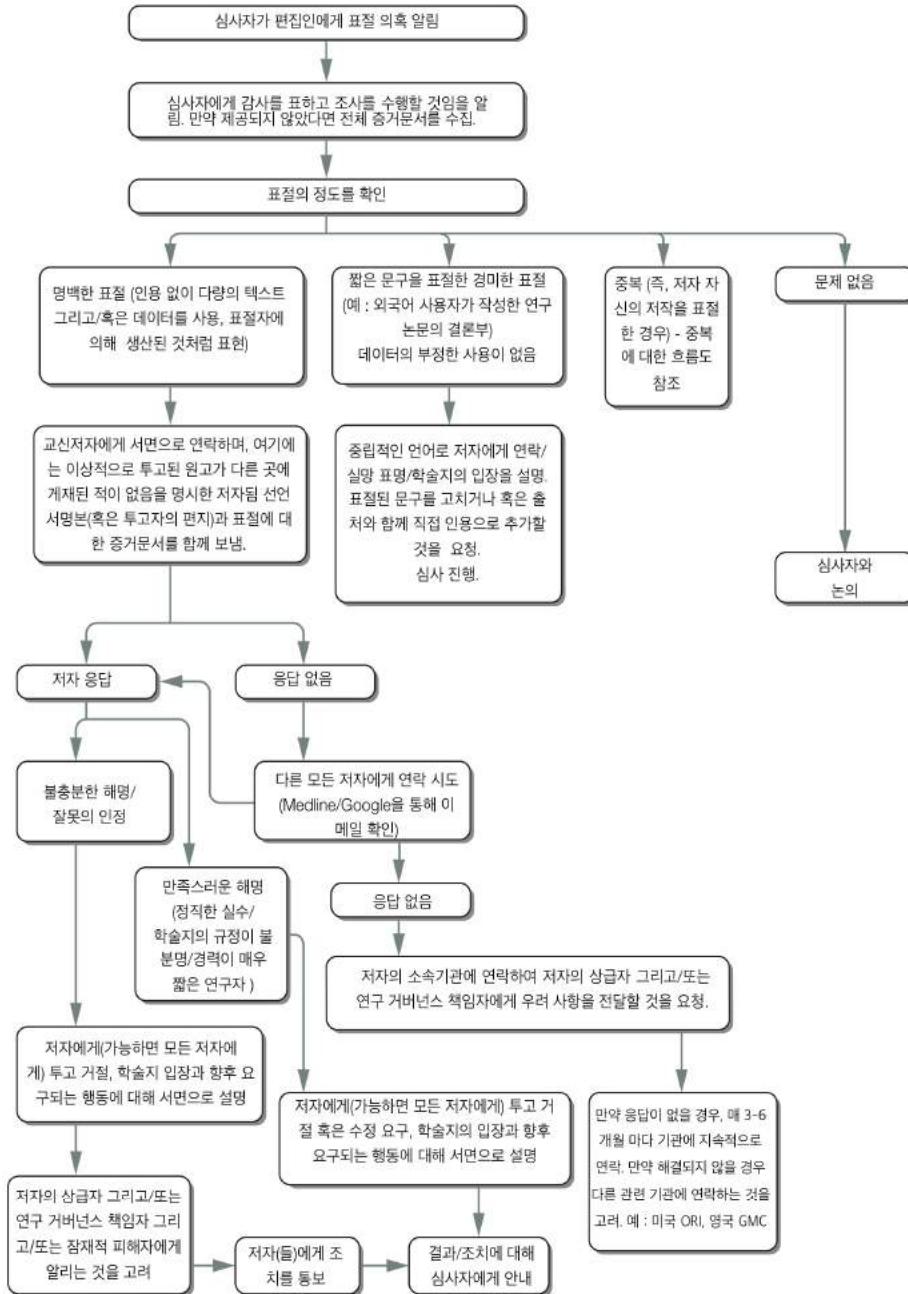 심사자가 편집인에게 표절 의혹 알림
심사자에게 감사를 표하고 조사를 수행할 것임을 알
림. 만약 제공되지 않았다면 전체 증거문서를 수집.
표절의 정도를 확인
명백한 표절 (인용 없이 다량의 텍스트
그리고/혹은 데이터를 사용, 표절자에
의해 생산된 것처럼 표현)
짧은 문구을 표절한 경미한 표절
(예 : 외국어 사용자가 작성한 연구
논문의 결론부)
데이터의 부정한 사용이 없음
중복 (즉, 저자 자
신의 저작을 표절
한 경우) - 중복
에 대한 흐름도
참조
문제 없음
교신저자에게 서면으로 연락하며, 여기에
는 이상적으로 투고된 원고가 다른 곳에
게재된 적이 없음을 명시한 저자됨 선언
서명본(혹은 투고자의 편지)과 표절에 대
한 증거문서를 함께 보냄.
중립적인 언어로 저자에게 연락/
실망 표명/학술지의 입장을 설명.
표절된 문구를 고치거나 혹은 출
처와 함께 직접 인용으로 추가할
것을 요청.
심사 진행.
심사자와
논의
저자 응답
응답 없음
불충분한 해명/
잘못의 인정
다른 모든 저자에게 연락 시도
(Medline/Google을 통해 이
메일 확인)
만족스러운 해명
(정직한 실수/
학술지의 규정이 불
분명/경력이 매우
짧은 연구자 )
응답 없음
저자의 소속기관에 연락하여 저자의 상급자 그리고/또는
연구 거버넌스 책임자에게 우려 사항을 전달할 것을 요청.
저자에게(가능하면 모든 저자에
게) 투고 거절, 학술지 입장과 향후 요
구되는 행동에 대해 서면으로 설명
저자에게(가능하면 모든 저자에게) 투고 거
절 혹은 수정 요구, 학술지의 입장과 향후
요구되는 행동에 대해 서면으로 설명
만약 응답이 없을 경우, 매 3-6
개월 마다 기관에 지속적으로
연락. 만약 해결되지 않을 경우
다른 관련 기관에 연락하는 것을
고려. 예 : 미국 ORI, 영국 GMC
저자의 상급자 그리고/또는
연구 거버넌스 책임자 그리
고/또는 잠재적 피해자에게
알리는 것을 고려
저자(들)에게 조
치를 통보
결과/조치에 대해
심사자에게 안내